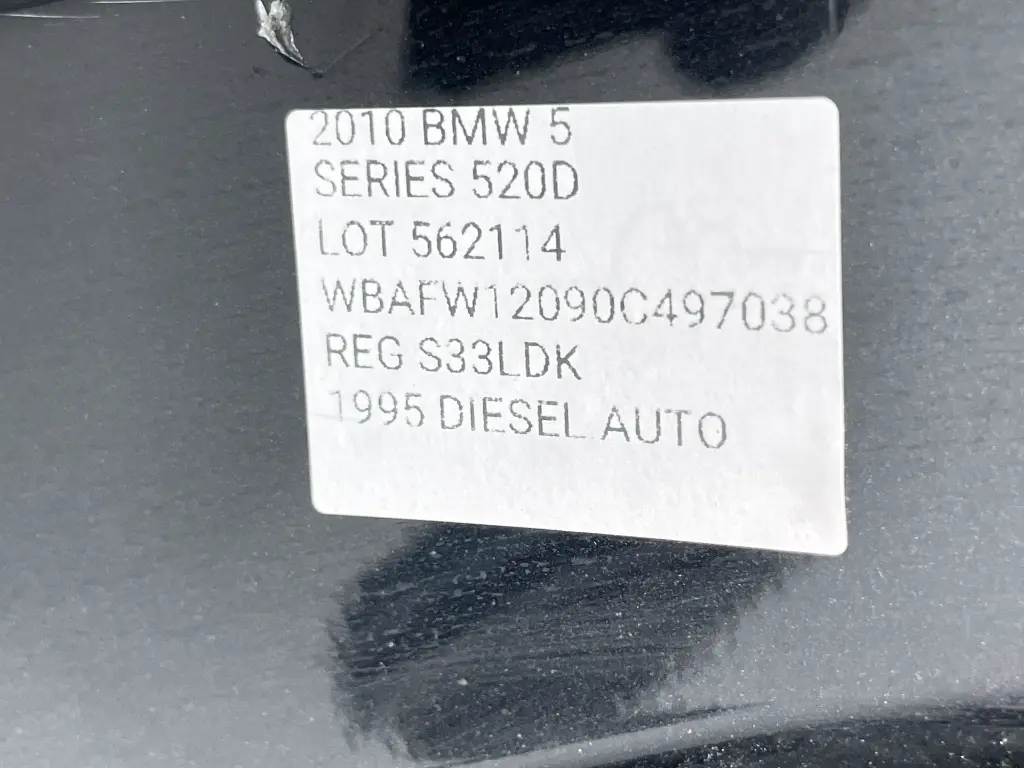 2010 BMW 5
SERIES 520D
LOT 562114
WBAFW12090C497038
REG S33LDK
1995 DIESEL AUTO